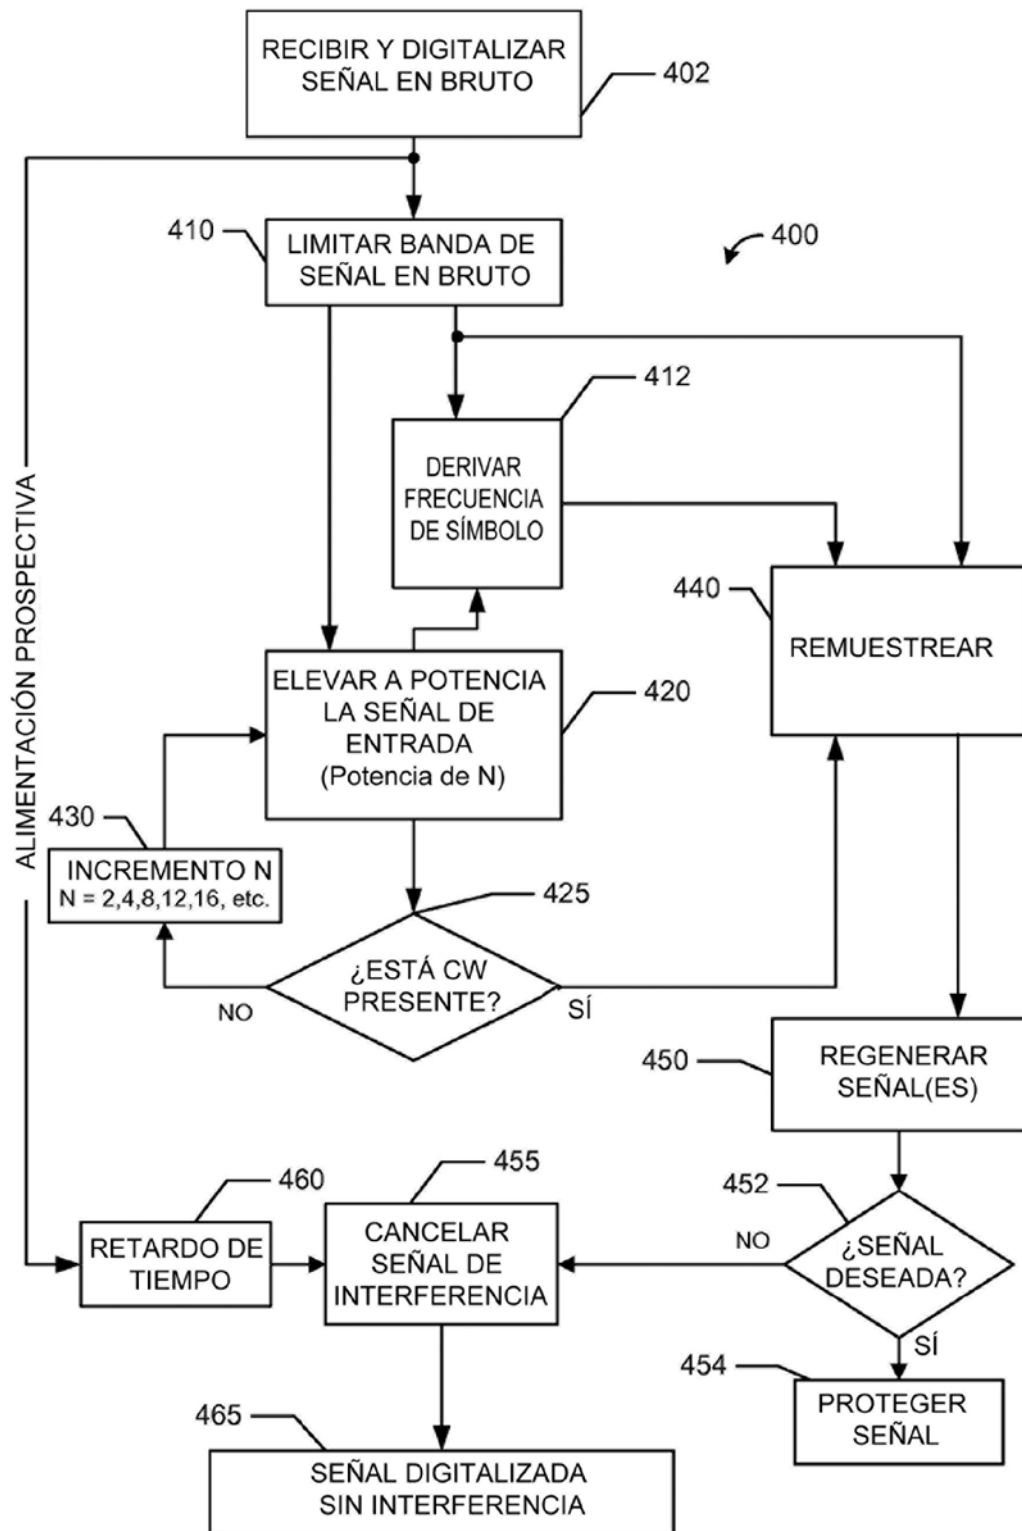 RECIBIR Y DIGITALIZAR
SEÑAL EN BRUTO
402
410
LIMITAR BANDA DE
SEÑAL EN BRUTO
400
412
DERIVAR
FRECUENCIA
DE SÍMBOLO
ALIMENTACIÓN PROSPECTIVA
440
REMUESTREAR
ELEVAR A POTENCIA
LA SEÑAL DE
ENTRADA
(Potencia de N)
420
430
INCREMENTO N
N = 2,4,8,12,16, etc.
425
¿ESTÁ CW
PRESENTE?
NO
SÍ
450
REGENERAR
SEÑAL(ES)
455
460
452
CANCELAR
SEÑAL DE
INTERFERENCIA
RETARDO DE
TIEMPO
NO
¿SEÑAL
DESEADA?
SÍ
454
PROTEGER
SEÑAL
465
SEÑAL DIGITALIZADA
SIN INTERFERENCIA